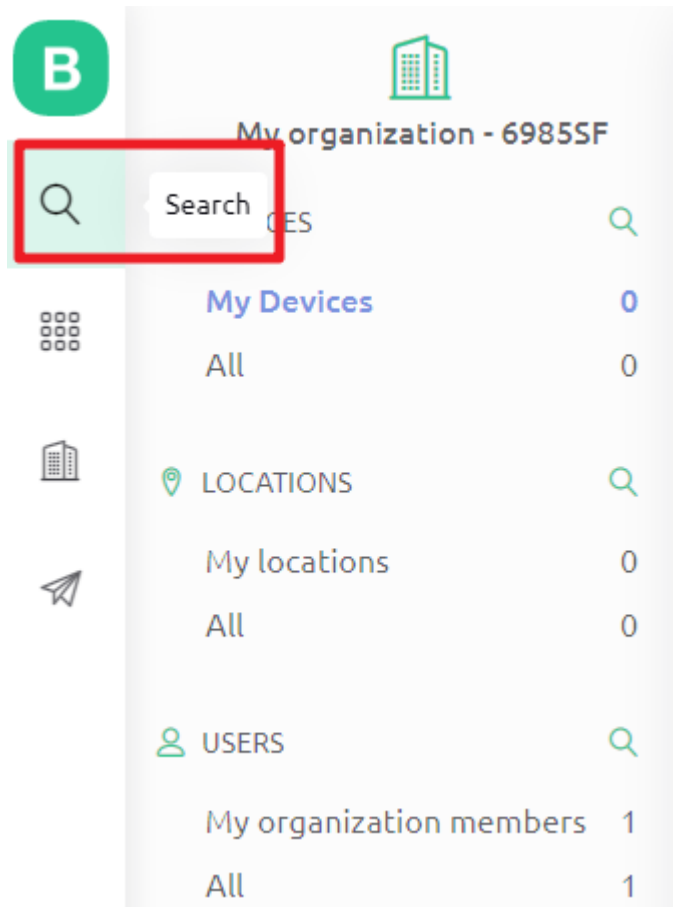 B
My organization - 6985SF
Search
CES
My Devices 0
All 0
LOCATIONS
My locations 0
All 0
USERS
My organization members 1
All 1